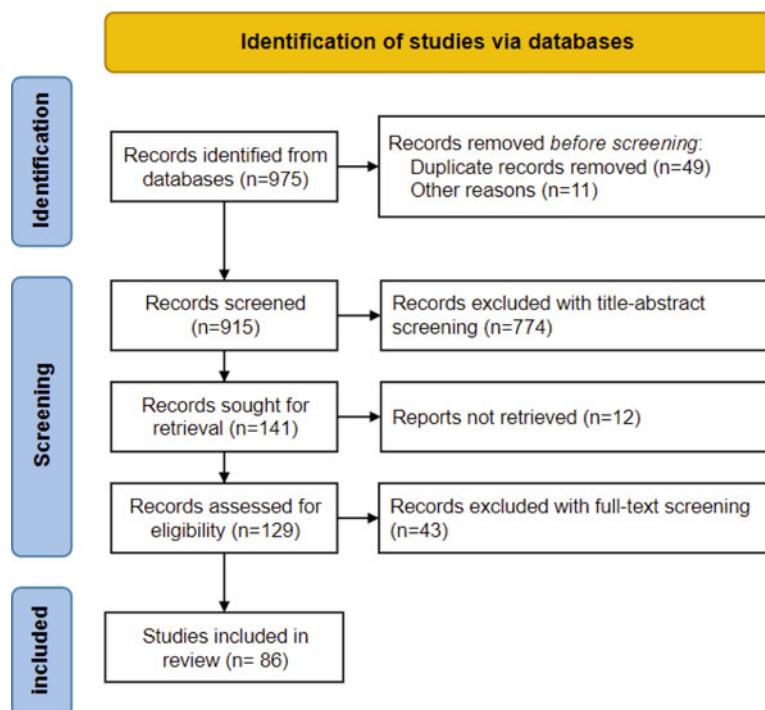 Identification of studies via databases
Identification
Records identified from
databases (n=975)
Records removed before screening:
Duplicate records removed (n=49)
Other reasons (n=11)
Screening
Records screened
(n=915)
Records excluded with title-abstract
screening (n=774)
Records sought for
retrieval (n=141)
Reports not retrieved (n=12)
Records assessed for
eligibility (n=129)
Records excluded with full-text screening
(n=43)
included
Studies included in
review (n= 86)